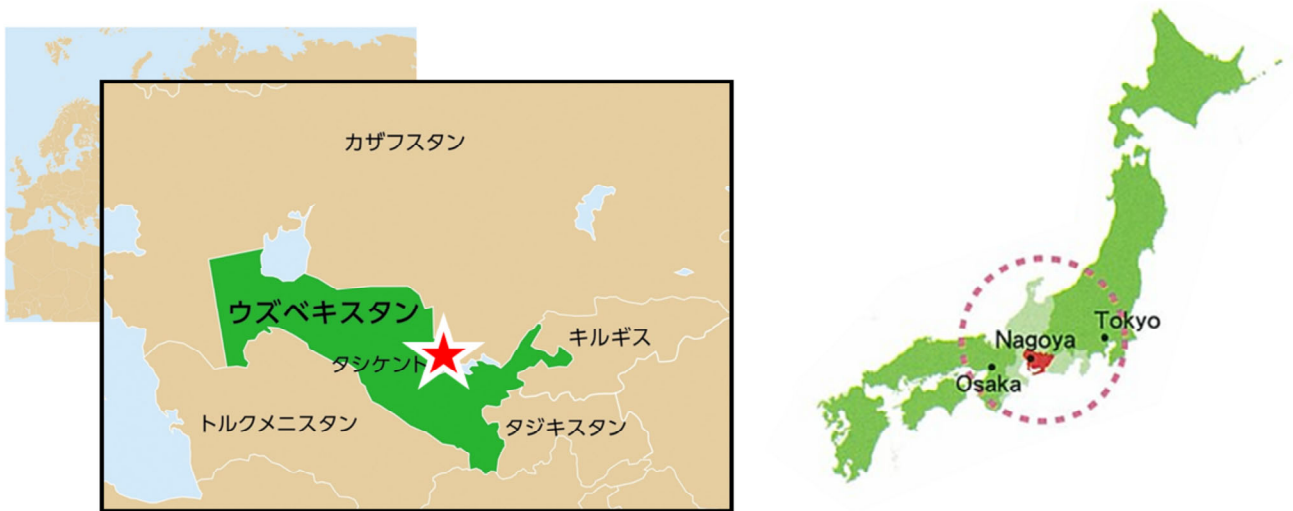 カザフスタン
ウズベキスタン
キルギス
タシケント
トルクメニスタン
タジキスタン
Tokyo
Nagoya
Osaka